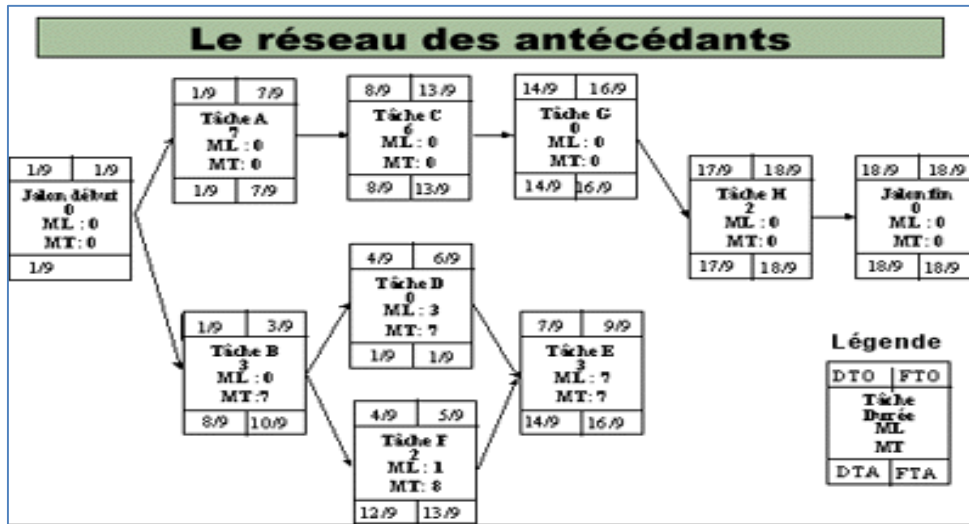 Le réseau des antécédants
1/9 1/9
Jalon début
0
ML : 0
MT: 0
1/9
1/9 7/9
Tâche A
7
ML : 0
MT: 0
1/9 7/9
8/9 13/9
Tâche C
6
ML : 0
MT: 0
8/9 13/9
14/9 16/9
Tâche G
0
ML : 0
MT: 0
14/9 16/9
17/9 18/9
Tâche H
2
ML : 0
MT: 0
17/9 18/9
18/9 18/9
Jalon fin
0
ML : 0
MT: 0
18/9 18/9
1/9 3/9
Tâche B
3
ML : 0
MT:7
8/9 10/9
4/9 6/9
Tâche D
0
ML : 3
MT: 7
1/9 1/9
4/9 5/9
Tâche F
2
ML : 1
MT: 8
12/9 13/9
7/9 9/9
Tâche E
3
ML : 7
MT: 7
14/9 16/9
Légende
DTO FTO
Tâche
Durée
ML
MT
DTA FTA